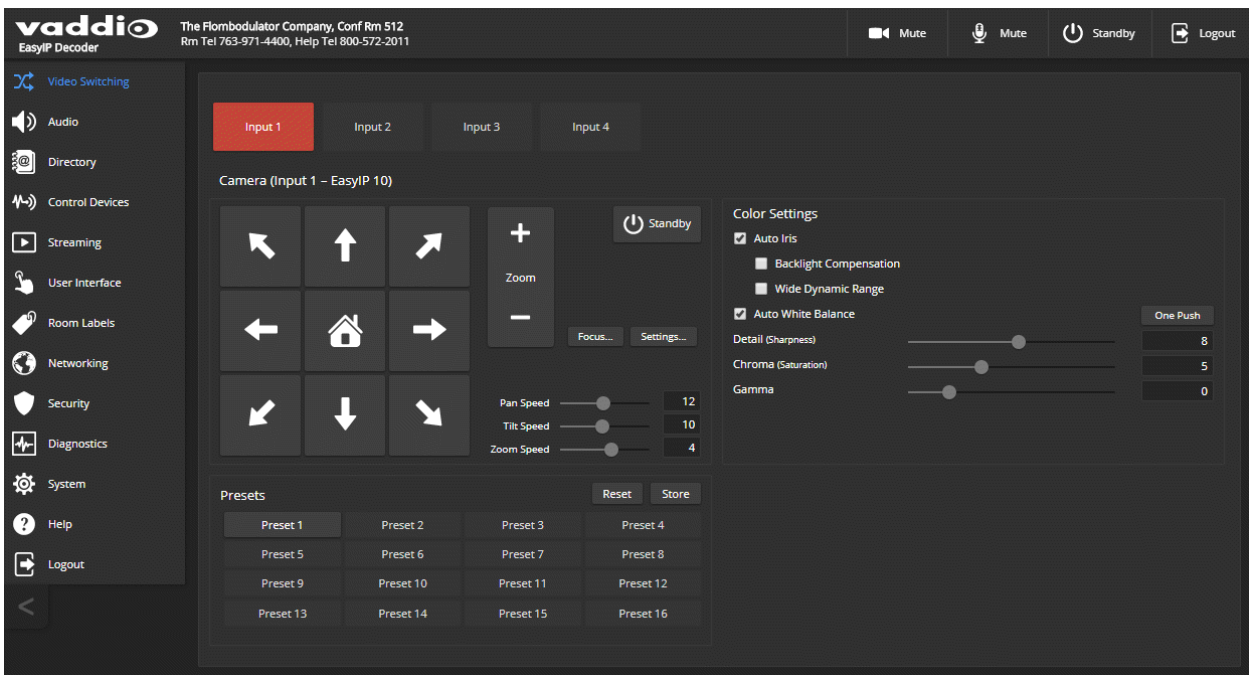 vaddio
EasyIP Decoder
The Flombodulator Company, Conf Rm 512
Rm Tel 763-971-4400, Help Tel 800-572-2011
Mute
Mute
Standby
Logout
Video Switching
Audio
Directory
Control Devices
Streaming
User Interface
Room Labels
Networking
Security
Diagnostics
System
Help
Logout
<
Input 1 Input 2 Input 3 Input 4
Camera (Input 1 – EasyIP 10)
Standby
+
Zoom
−
Focus... Settings...
Pan Speed 12
Tilt Speed 10
Zoom Speed 4
Color Settings
Auto Iris
Backlight Compensation
Wide Dynamic Range
Auto White Balance One Push
Detail (Sharpness) 8
Chroma (Saturation) 5
Gamma 0
Presets Reset Store
Preset 1 Preset 2 Preset 3 Preset 4
Preset 5 Preset 6 Preset 7 Preset 8
Preset 9 Preset 10 Preset 11 Preset 12
Preset 13 Preset 14 Preset 15 Preset 16